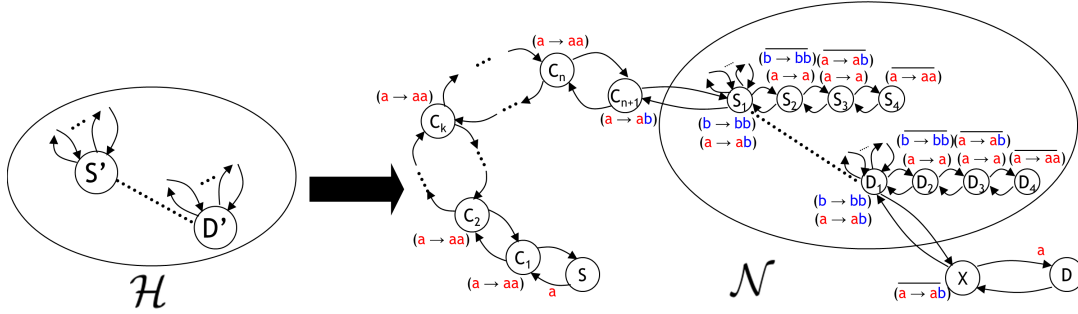 S'
D'
ℋ
(a → aa)
C_n
C_{n+1}
(a → ab)
(a → aa)
C_k
C_2
(a → aa)
C_1
(a → aa)
S
a
S_1
(b → bb)
(a → ab)
(b → bb)
(a → a)
S_2
(a → ab)
(a → a)
S_3
(a → aa)
S_4
D_1
(b → bb)
(a → ab)
(b → bb)
(a → a)
D_2
(a → ab)
(a → a)
D_3
(a → aa)
D_4
𝒩
X
(a → ab)
a
D